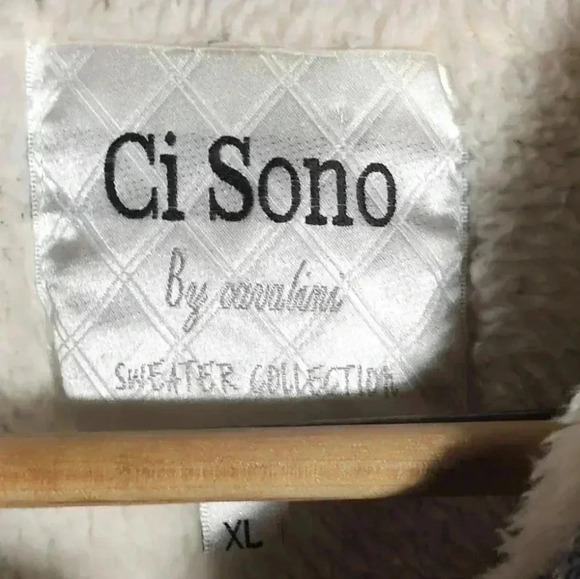 Ci Sono
By cavalini
SWEATER COLLECTION
XL